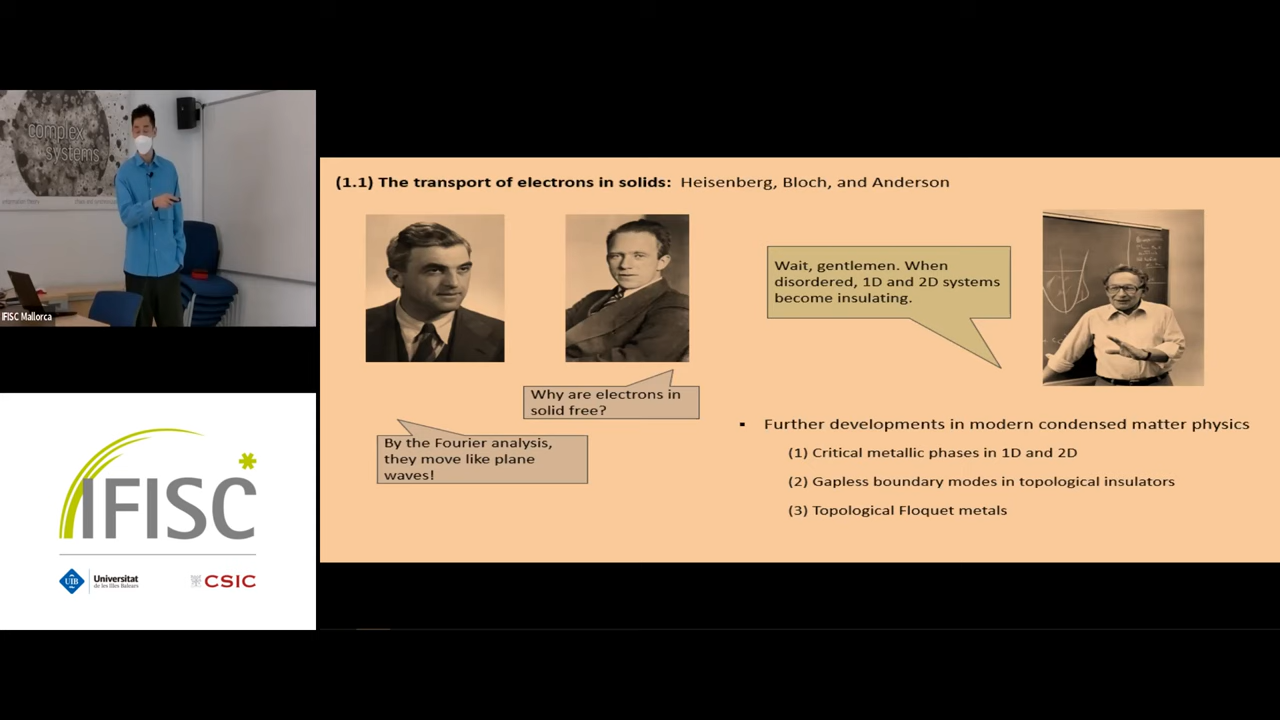 complex
systems
IFISC Mallorca
IFISC
UIB
Universitat
de les Illes Balears
CSIC
(1.1) The transport of electrons in solids: Heisenberg, Bloch, and Anderson
Wait, gentlemen. When
disordered, 1D and 2D systems
become insulating.
Why are electrons in
solid free?
By the Fourier analysis,
they move like plane
waves!
▪ Further developments in modern condensed matter physics
(1) Critical metallic phases in 1D and 2D
(2) Gapless boundary modes in topological insulators
(3) Topological Floquet metals